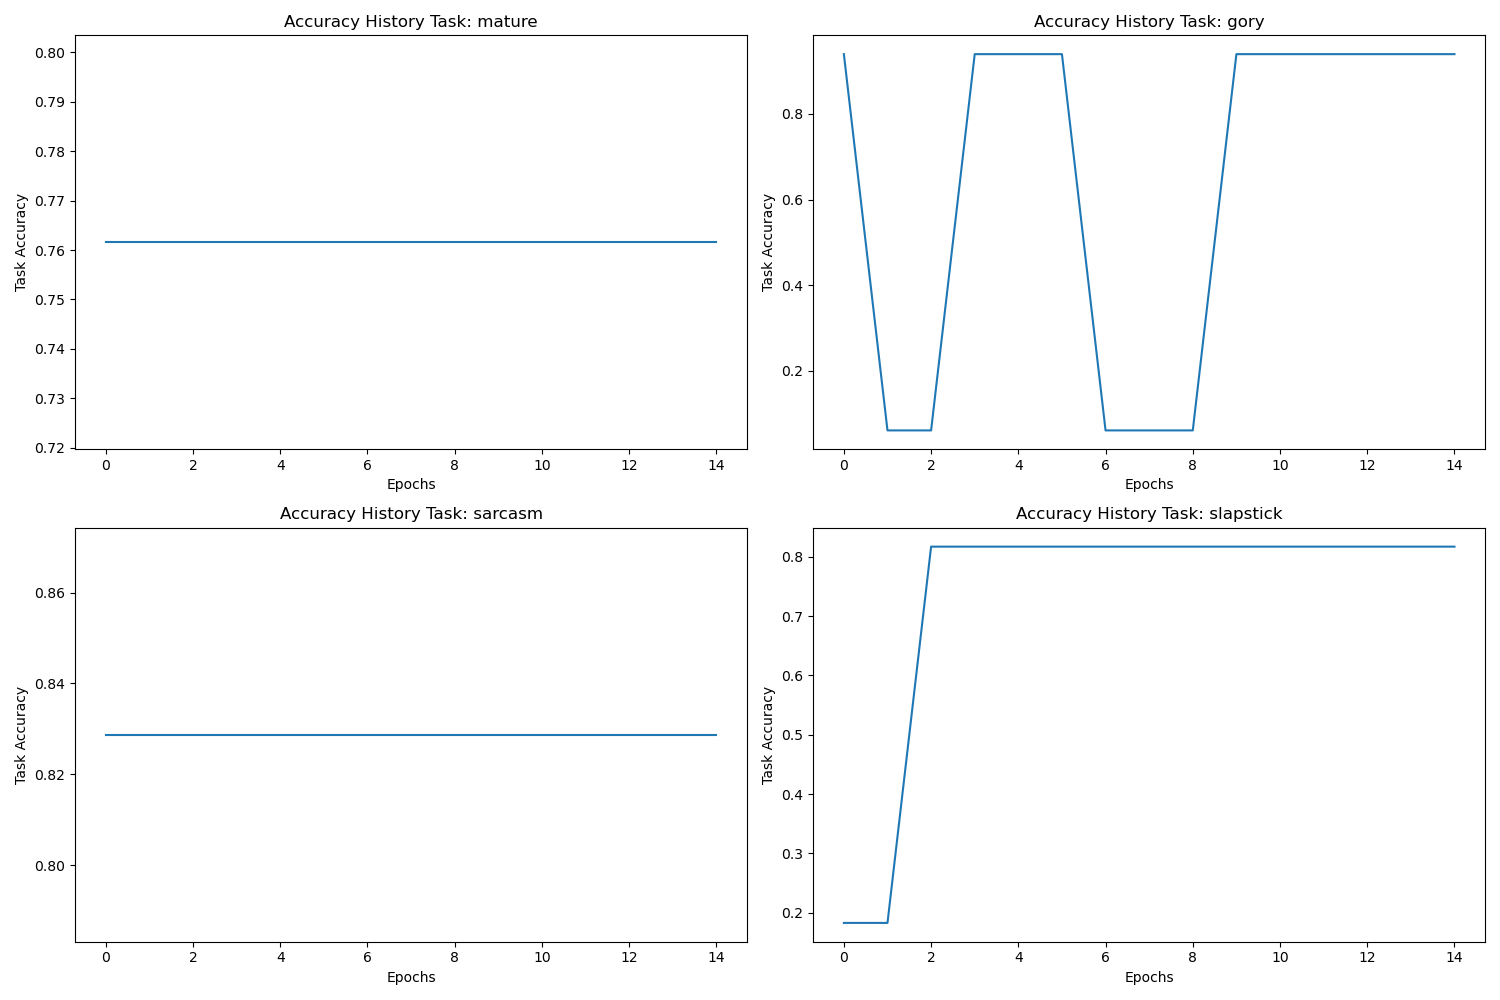 Accuracy History Task: mature
0.80
0.79
0.78
0.77
0.76
0.75
0.74
0.73
0.72
Task Accuracy
0 2 4 6 8 10 12 14
Epochs
Accuracy History Task: gory
0.8
0.6
0.4
0.2
Task Accuracy
0 2 4 6 8 10 12 14
Epochs
Accuracy History Task: sarcasm
0.86
0.84
0.82
0.80
Task Accuracy
0 2 4 6 8 10 12 14
Epochs
Accuracy History Task: slapstick
0.8
0.7
0.6
0.5
0.4
0.3
0.2
Task Accuracy
0 2 4 6 8 10 12 14
Epochs